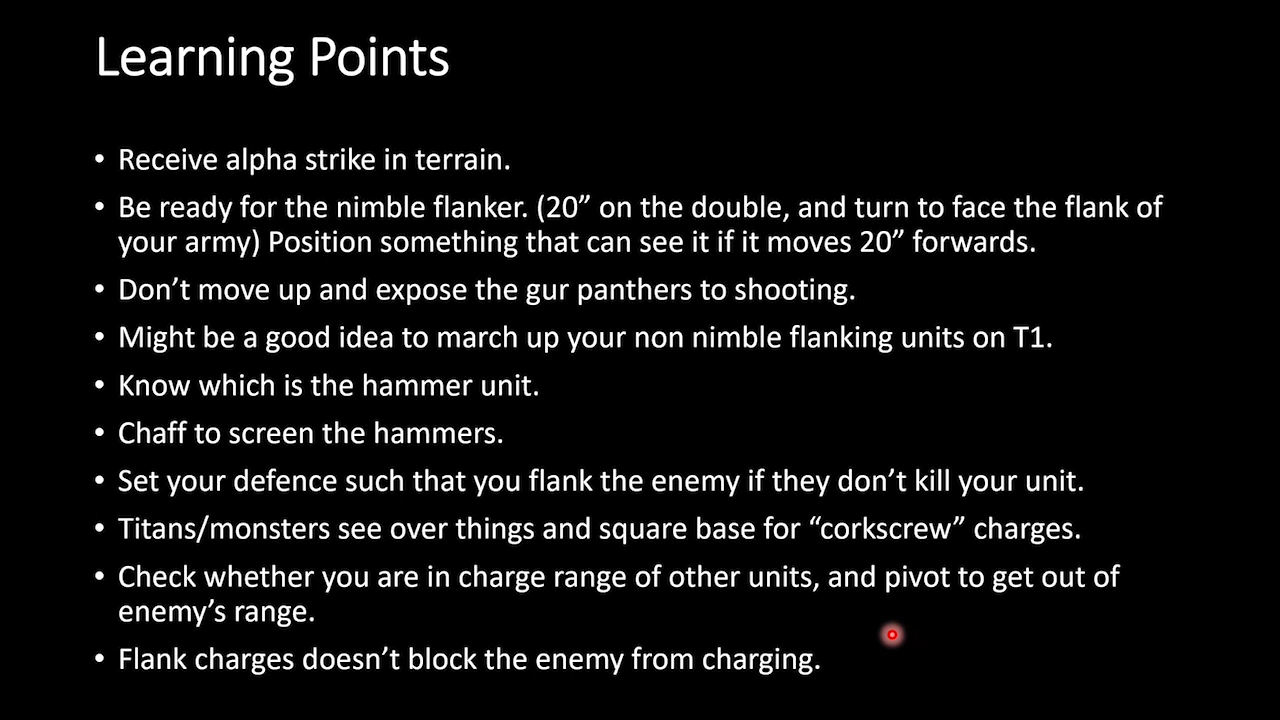 Learning Points
• Receive alpha strike in terrain.
• Be ready for the nimble flanker. (20” on the double, and turn to face the flank of
your army) Position something that can see it if it moves 20” forwards.
• Don’t move up and expose the gur panthers to shooting.
• Might be a good idea to march up your non nimble flanking units on T1.
• Know which is the hammer unit.
• Chaff to screen the hammers.
• Set your defence such that you flank the enemy if they don’t kill your unit.
• Titans/monsters see over things and square base for “corkscrew” charges.
• Check whether you are in charge range of other units, and pivot to get out of
enemy’s range.
• Flank charges doesn’t block the enemy from charging.